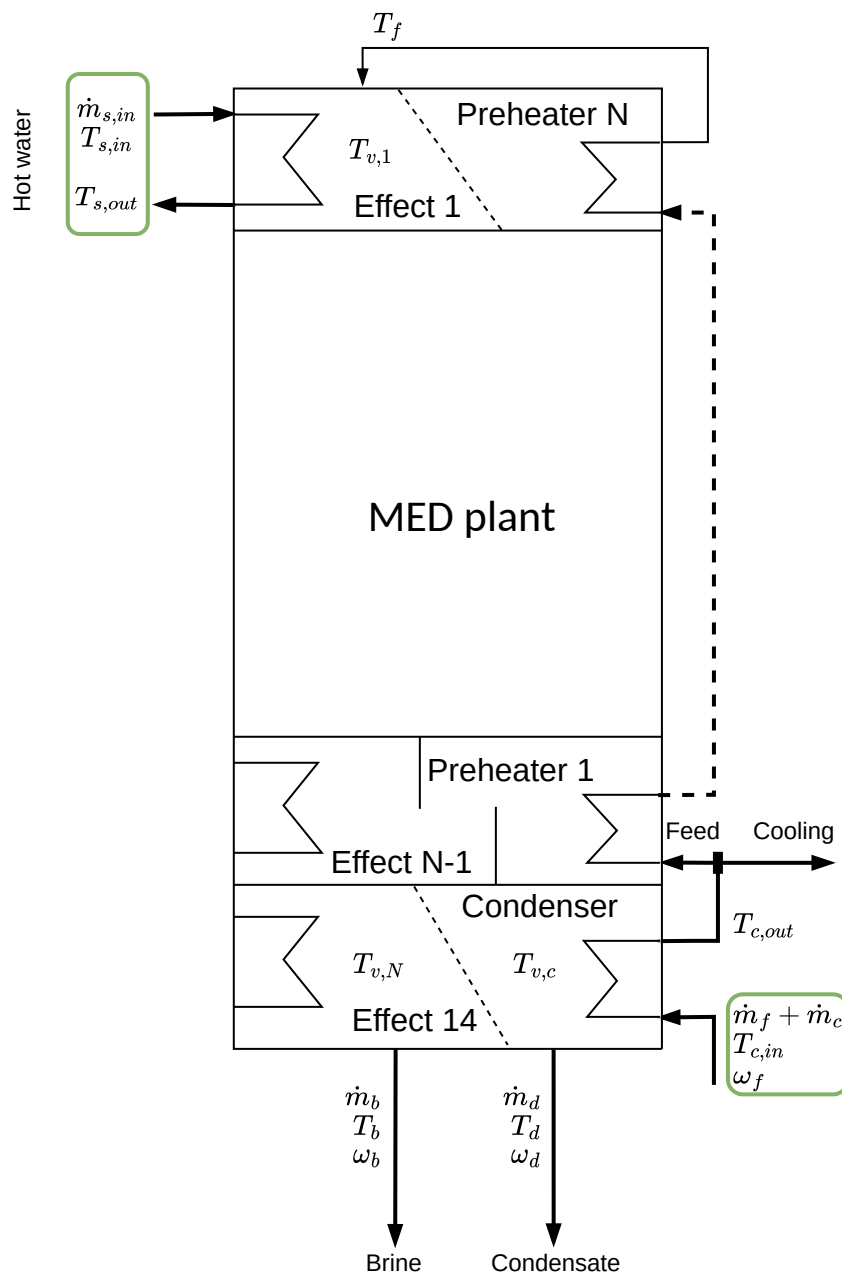 T_f
Hot water
ṁ_{s,in}
T_{s,in}
T_{s,out}
Preheater N
T_{v,1}
Effect 1
MED plant
Preheater 1
Effect N-1
Feed
Cooling
Condenser
T_{c,out}
T_{v,N}
T_{v,c}
Effect 14
ṁ_f + ṁ_c
T_{c,in}
ω_f
ṁ_b
T_b
ω_b
ṁ_d
T_d
ω_d
Brine
Condensate